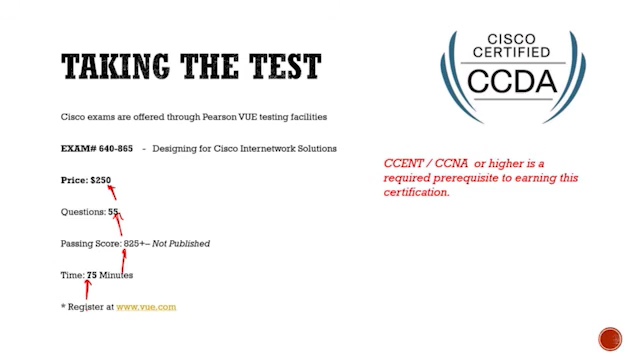 TAKING THE TEST
CISCO
CERTIFIED
CCDA
Cisco exams are offered through Pearson VUE testing facilities
EXAM# 640-865 - Designing for Cisco Internetwork Solutions
CCENT / CCNA or higher is a
required prerequisite to earning this
certification.
Price: $250
Questions: 55
Passing Score: 825+– Not Published
Time: 75 Minutes
* Register at www.vue.com